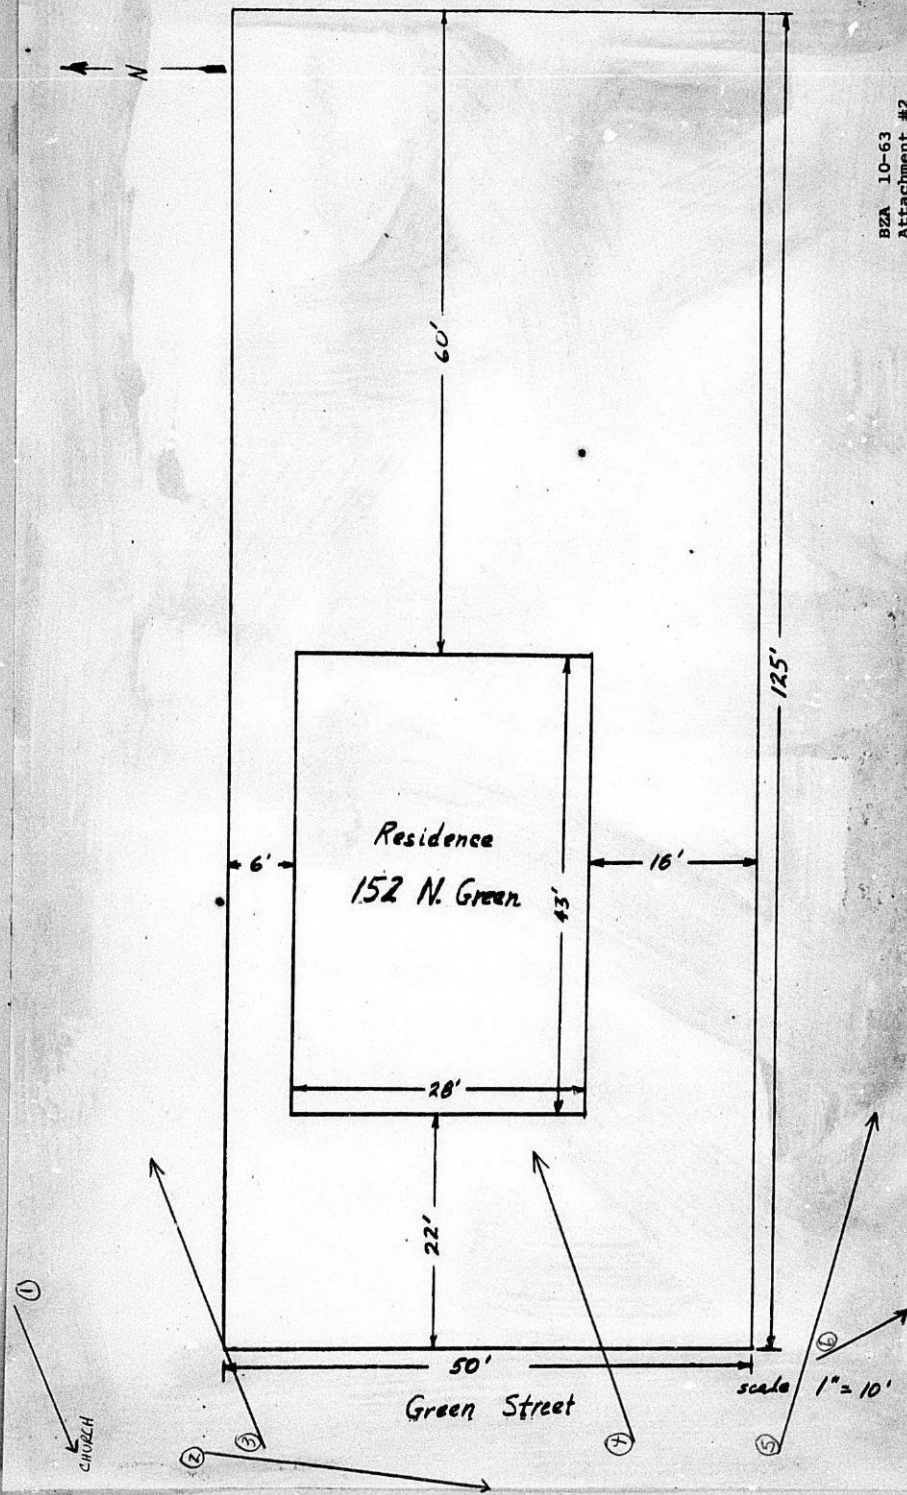 N
BZA 10-63
Attachment #2
60'
125'
Residence
152 N. Green
6'
16'
43'
28'
22'
50'
Green Street
scale 1" = 10'
CHURCH
1
2
3
4
5
6